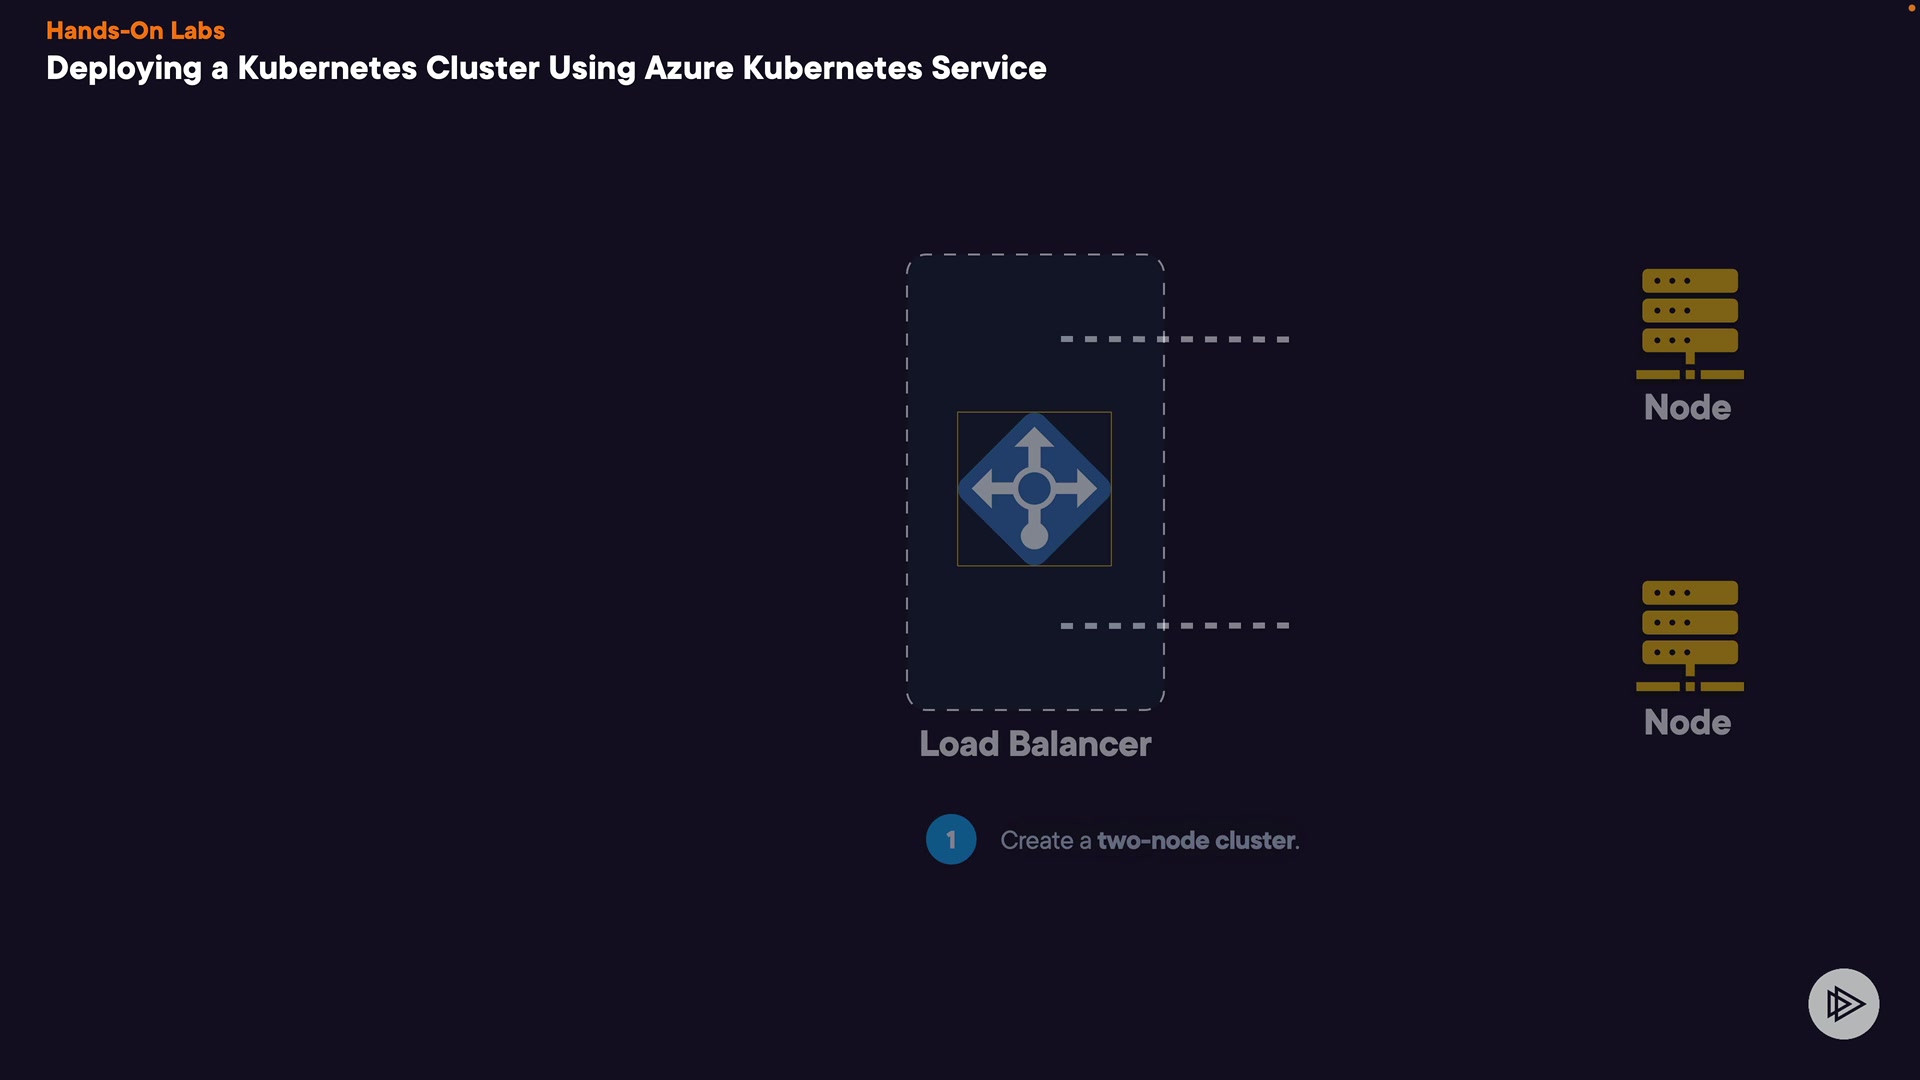 Hands-On Labs
Deploying a Kubernetes Cluster Using Azure Kubernetes Service
Node
Node
Load Balancer
1 Create a two-node cluster.